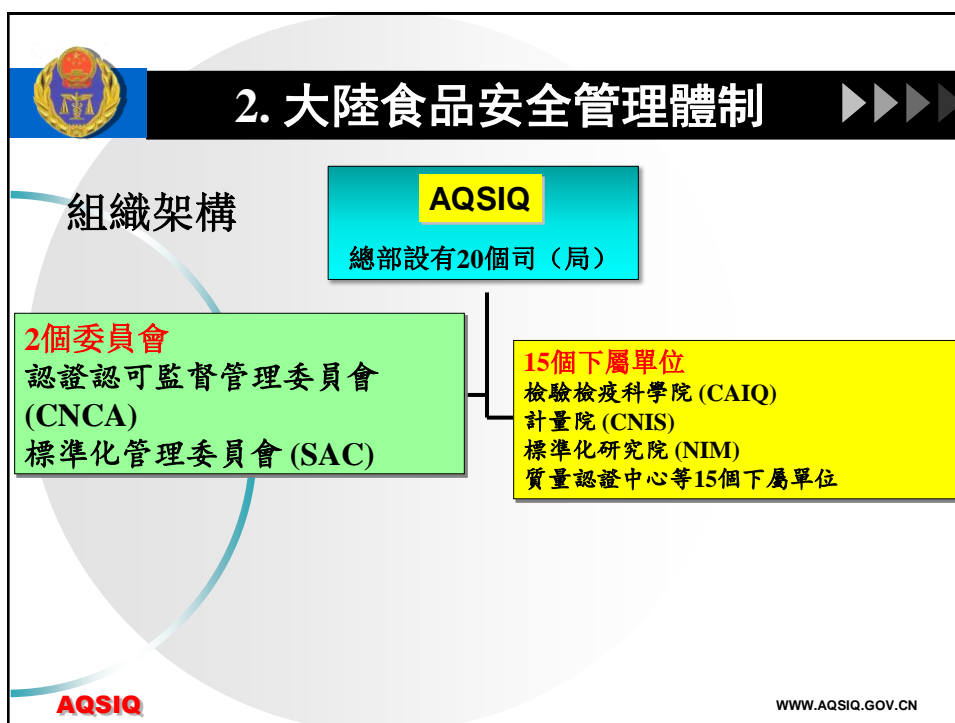 2. 大陸食品安全管理體制
組織架構
AQSIQ
總部設有20個司（局）
2個委員會
認證認可監督管理委員會
(CNCA)
標準化管理委員會 (SAC)
15個下屬單位
檢驗檢疫科學院 (CAIQ)
計量院 (CNIS)
標準化研究院 (NIM)
質量認證中心等15個下屬單位
AQSIQ
WWW.AQSIQ.GOV.CN